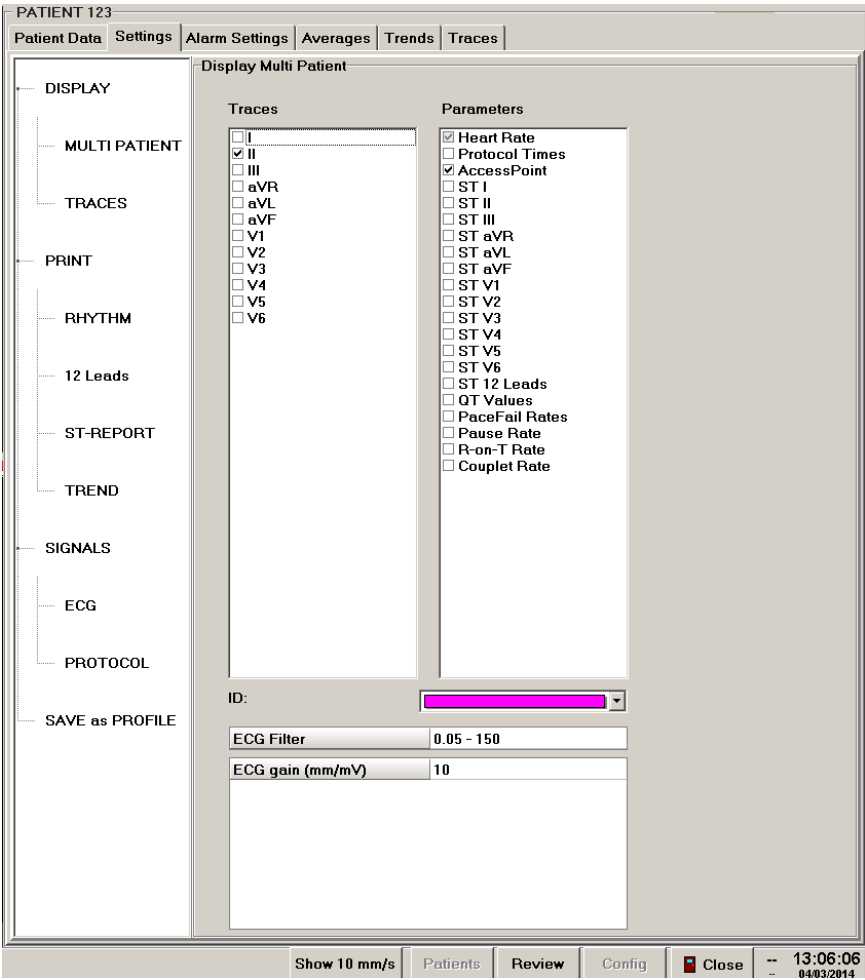 PATIENT 123
Patient Data Settings Alarm Settings Averages Trends Traces
DISPLAY
MULTI PATIENT
TRACES
PRINT
RHYTHM
12 Leads
ST-REPORT
TREND
SIGNALS
ECG
PROTOCOL
SAVE as PROFILE
Display Multi Patient
Traces
I
II
III
aVR
aVL
aVF
V1
V2
V3
V4
V5
V6
Parameters
Heart Rate
Protocol Times
AccessPoint
ST I
ST II
ST III
ST aVR
ST aVL
ST aVF
ST V1
ST V2
ST V3
ST V4
ST V5
ST V6
ST 12 Leads
QT Values
PaceFail Rates
Pause Rate
R-on-T Rate
Couplet Rate
ID:
ECG Filter 0.05 - 150
ECG gain (mm/mV) 10
Show 10 mm/s Patients Review Config Close -- 13:06:06
-- 04/03/2014